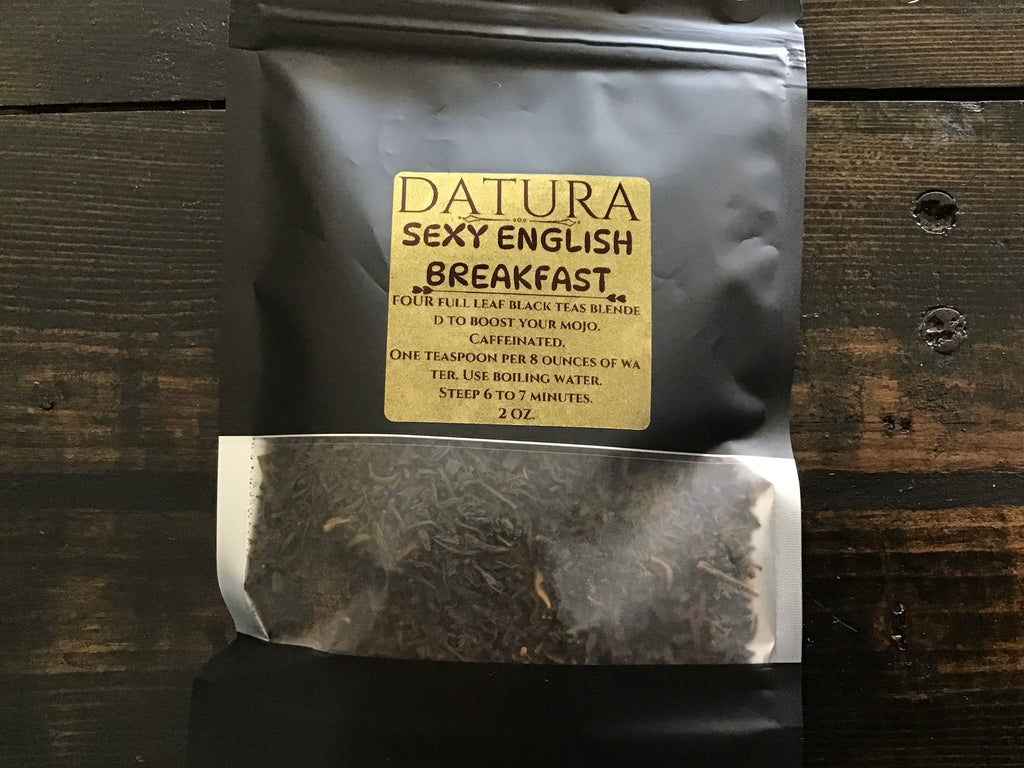 DATURA
SEXY ENGLISH
BREAKFAST
FOUR FULL LEAF BLACK TEAS BLENDE
D TO BOOST YOUR MOJO.
CAFFEINATED.
ONE TEASPOON PER 8 OUNCES OF WA
TER. USE BOILING WATER.
STEEP 6 TO 7 MINUTES.
2 OZ.